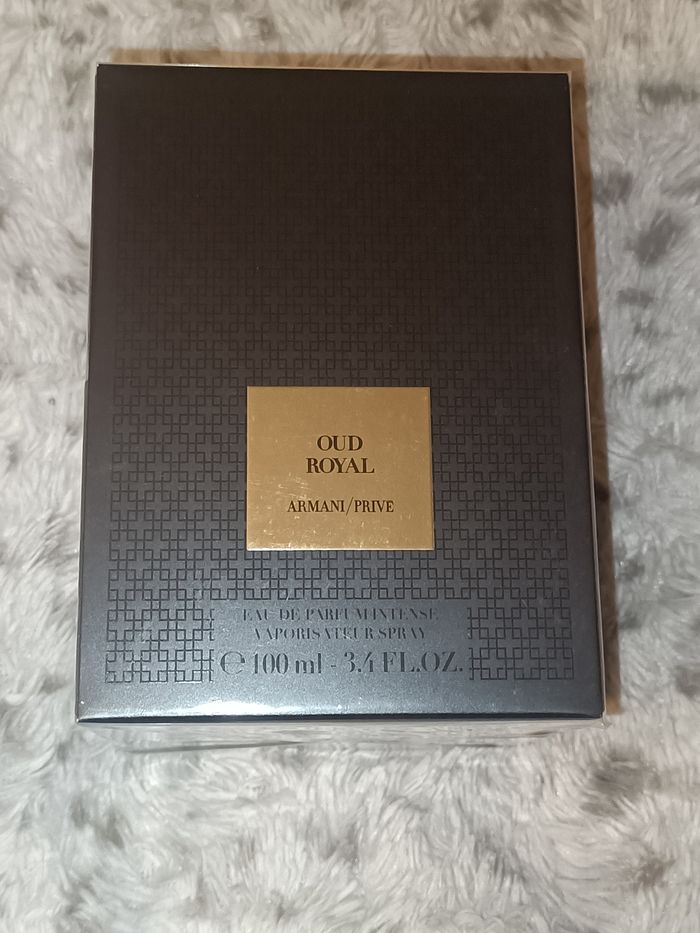 OUD
ROYAL
ARMANI/PRIVE
EAU DE PARFUM INTENSE
VAPORISATEUR SPRAY
℮ 100 ml - 3.4 FL.OZ.